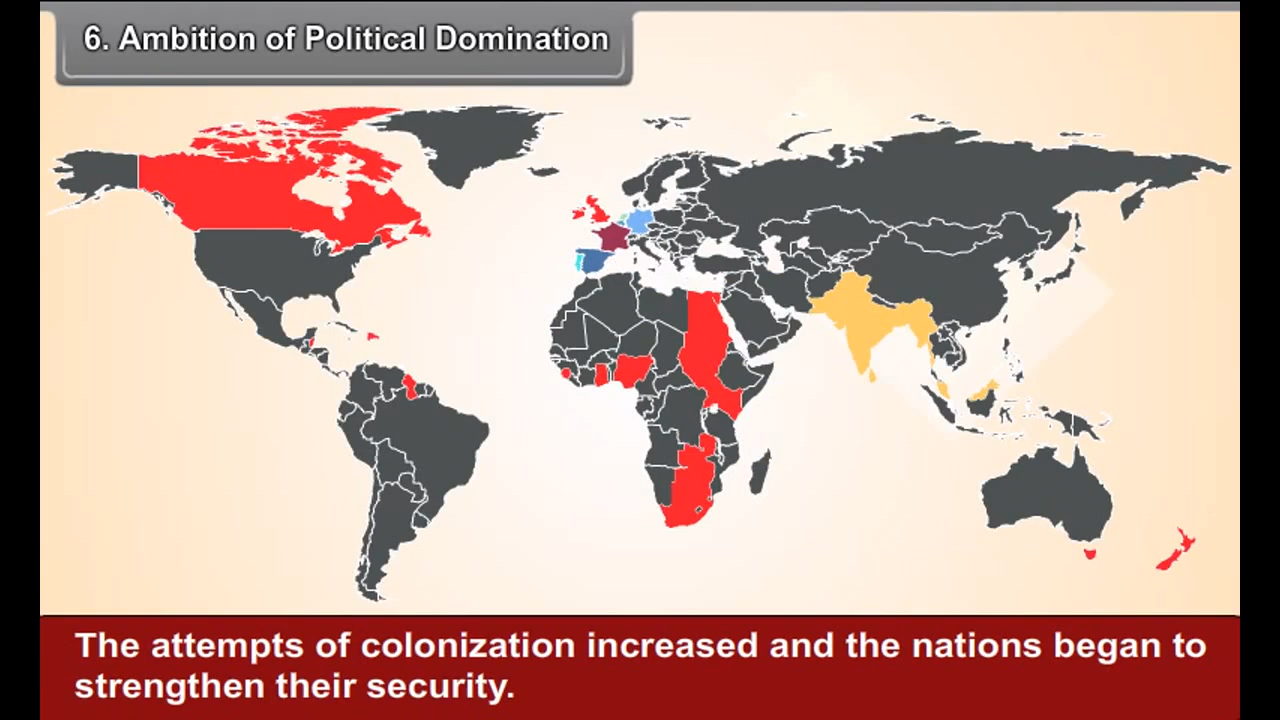 6. Ambition of Political Domination
The attempts of colonization increased and the nations began to
strengthen their security.